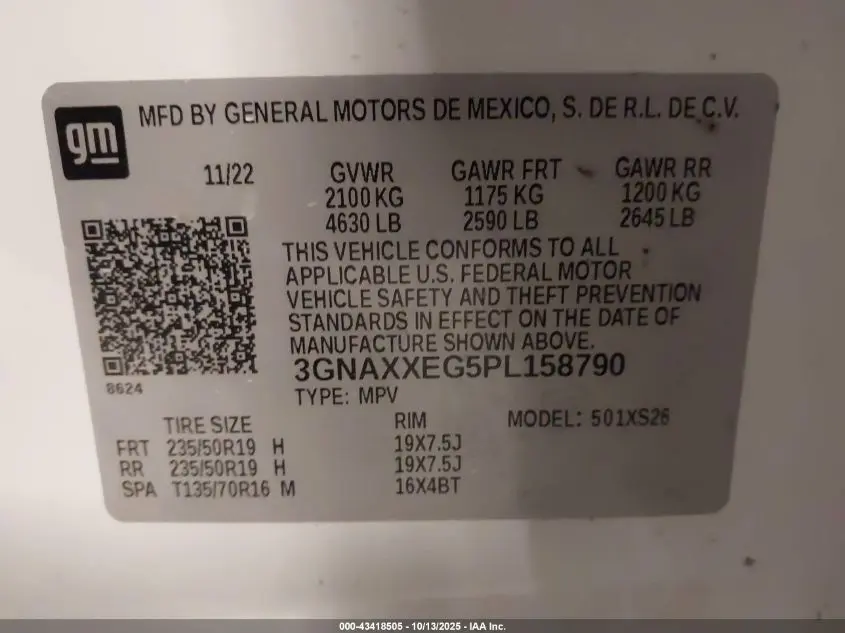 gm
MFD BY GENERAL MOTORS DE MEXICO, S. DE R.L. DE C.V.
11/22 GVWR GAWR FRT GAWR RR
2100 KG 1175 KG 1200 KG
4630 LB 2590 LB 2645 LB
THIS VEHICLE CONFORMS TO ALL
APPLICABLE U.S. FEDERAL MOTOR
VEHICLE SAFETY AND THEFT PREVENTION
STANDARDS IN EFFECT ON THE DATE OF
MANUFACTURE SHOWN ABOVE.
8624
3GNAXXEG5PL158790
TYPE: MPV
TIRE SIZE RIM MODEL: 501XS26
FRT 235/50R19 H 19X7.5J
RR 235/50R19 H 19X7.5J
SPA T135/70R16 M 16X4BT
000-43418505 - 10/13/2025 - IAA Inc.